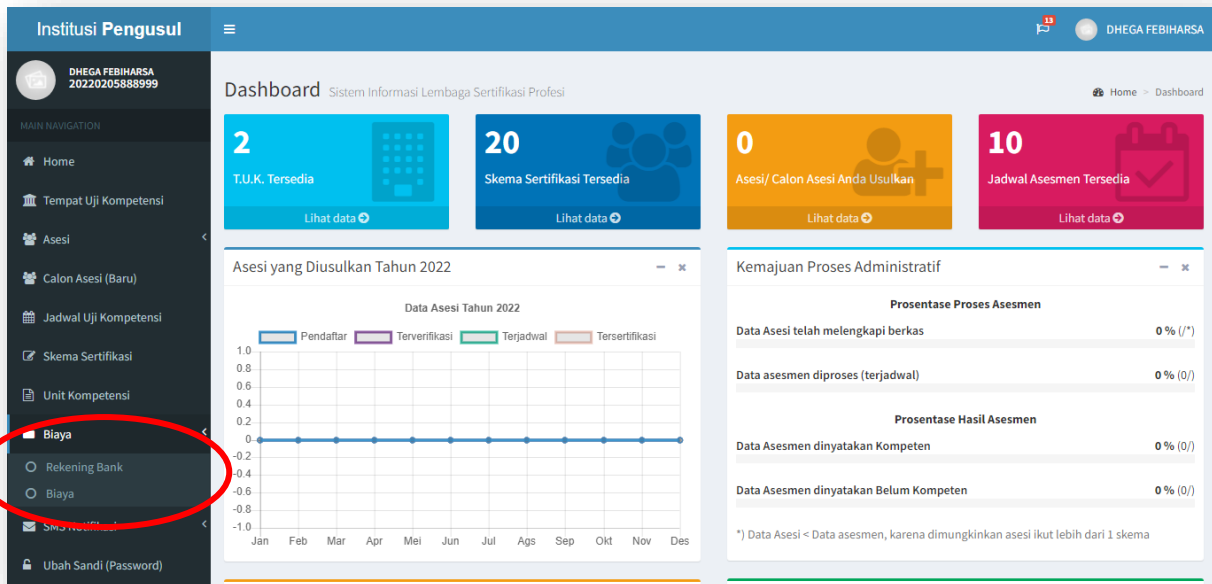 Institusi Pengusul
13
DHEGA FEBIHARSA
DHEGA FEBIHARSA
20220205888999
MAIN NAVIGATION
Home
Tempat Uji Kompetensi
Asesi
Calon Asesi (Baru)
Jadwal Uji Kompetensi
Skema Sertifikasi
Unit Kompetensi
Biaya
Rekening Bank
Biaya
SMS Notifikasi
Ubah Sandi (Password)
Dashboard Sistem Informasi Lembaga Sertifikasi Profesi
Home > Dashboard
2
T.U.K. Tersedia
Lihat data
20
Skema Sertifikasi Tersedia
Lihat data
0
Asesi/ Calon Asesi Anda Usulkan
Lihat data
10
Jadwal Asesmen Tersedia
Lihat data
Asesi yang Diusulkan Tahun 2022
Data Asesi Tahun 2022
Pendaftar Terverifikasi Terjadwal Tersertifikasi
1.0
0.8
0.6
0.4
0.2
0
-0.2
-0.4
-0.6
-0.8
-1.0
Jan Feb Mar Apr Mei Jun Jul Ags Sep Okt Nov Des
Kemajuan Proses Administratif
Prosentase Proses Asesmen
Data Asesi telah melengkapi berkas 0 % (/*)
Data asesmen diproses (terjadwal) 0 % (0/)
Prosentase Hasil Asesmen
Data Asesmen dinyatakan Kompeten 0 % (0/)
Data Asesmen dinyatakan Belum Kompeten 0 % (0/)
*) Data Asesi < Data asesmen, karena dimungkinkan asesi ikut lebih dari 1 skema